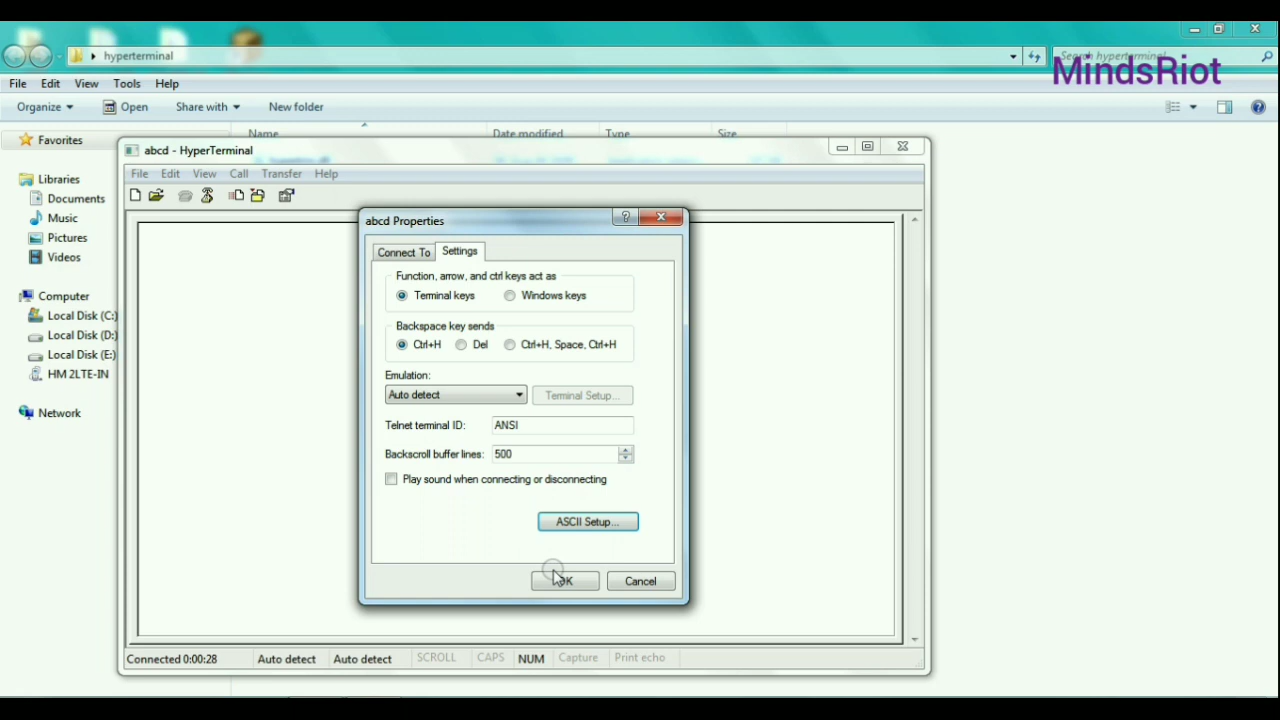 hyperterminal
Search hyperterminal
MindsRiot
File Edit View Tools Help
Organize Open Share with New folder
Favorites
Name Date modified Type Size
abcd - HyperTerminal
File Edit View Call Transfer Help
Libraries
Documents
Music
Pictures
Videos
Computer
Local Disk (C:)
Local Disk (D:)
Local Disk (E:)
HM 2LTE-IN
Network
abcd Properties
Connect To Settings
Function, arrow, and ctrl keys act as
Terminal keys Windows keys
Backspace key sends
Ctrl+H Del Ctrl+H, Space, Ctrl+H
Emulation:
Auto detect Terminal Setup...
Telnet terminal ID: ANSI
Backscroll buffer lines: 500
Play sound when connecting or disconnecting
ASCII Setup...
OK Cancel
Connected 0:00:28 Auto detect Auto detect SCROLL CAPS NUM Capture Print echo